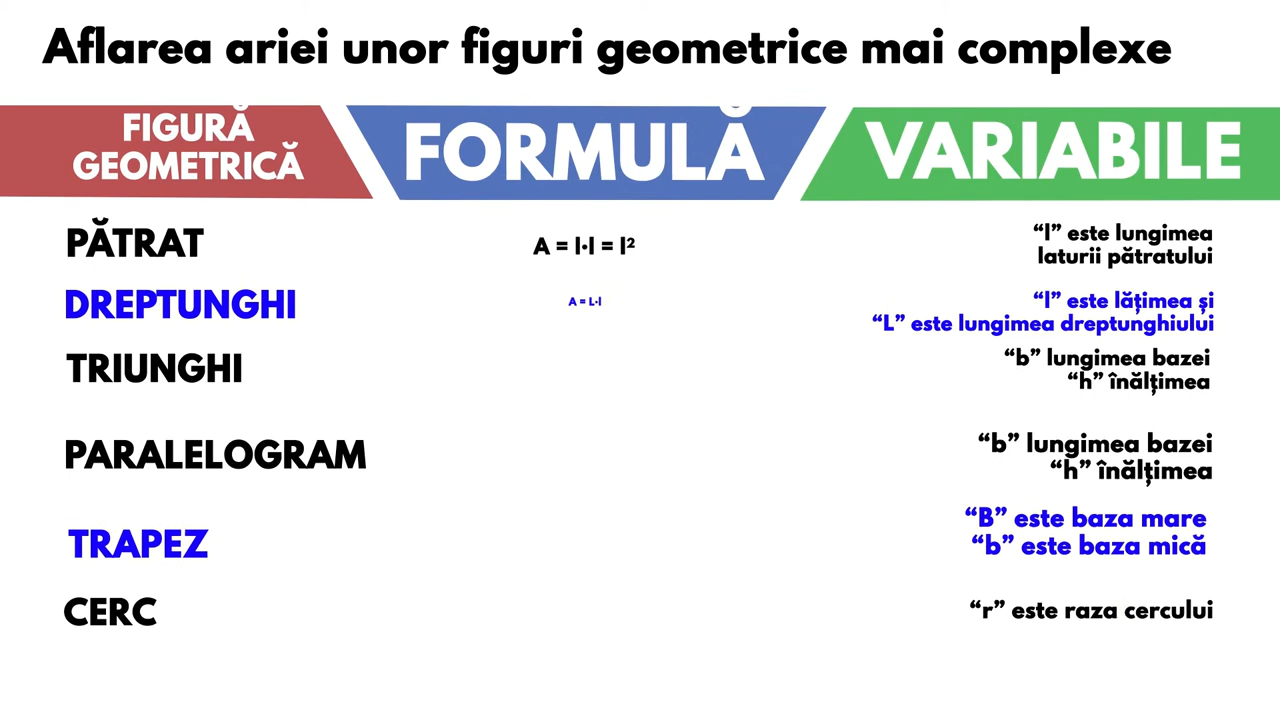 Aflarea ariei unor figuri geometrice mai complexe
FIGURĂ
GEOMETRICĂ
FORMULĂ
VARIABILE
PĂTRAT
A = l·l = l²
“l” este lungimea
laturii pătratului
DREPTUNGHI
A = L·l
“l” este lățimea și
“L” este lungimea dreptunghiului
TRIUNGHI
“b” lungimea bazei
“h” înălțimea
PARALELOGRAM
“b” lungimea bazei
“h” înălțimea
TRAPEZ
“B” este baza mare
“b” este baza mică
CERC
“r” este raza cercului